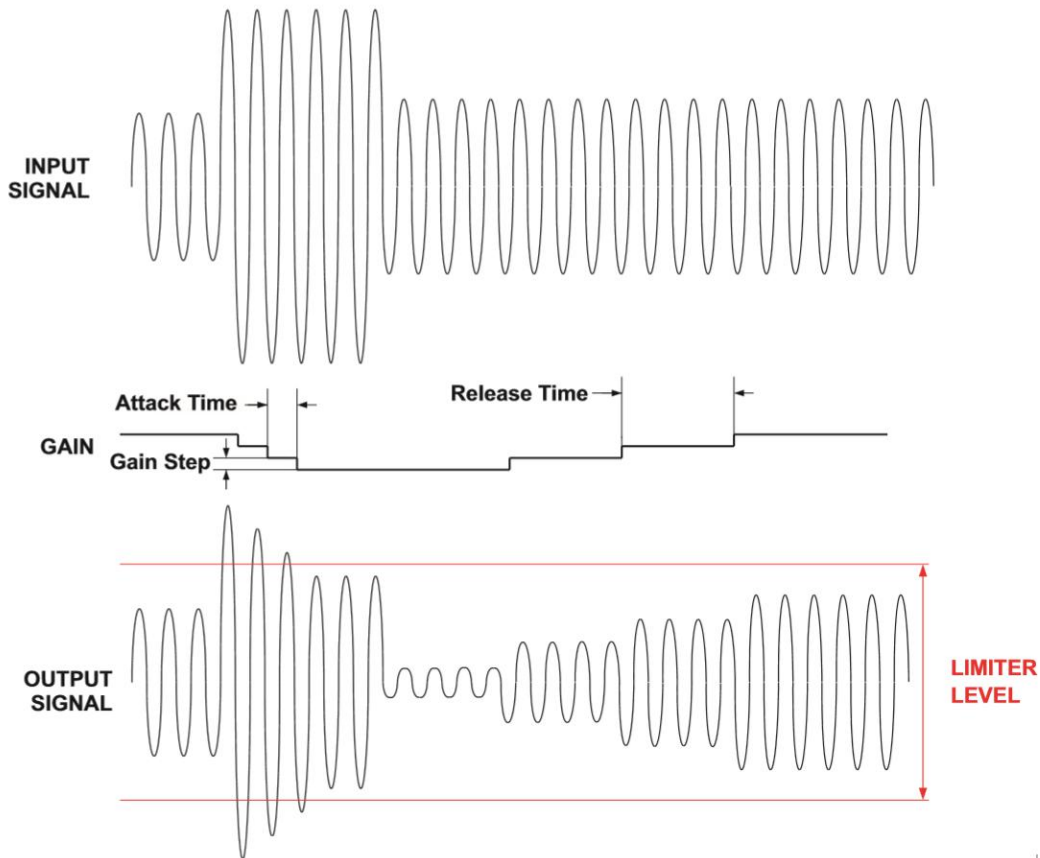 INPUT
SIGNAL
Attack Time
Release Time
GAIN
Gain Step
OUTPUT
SIGNAL
LIMITER
LEVEL